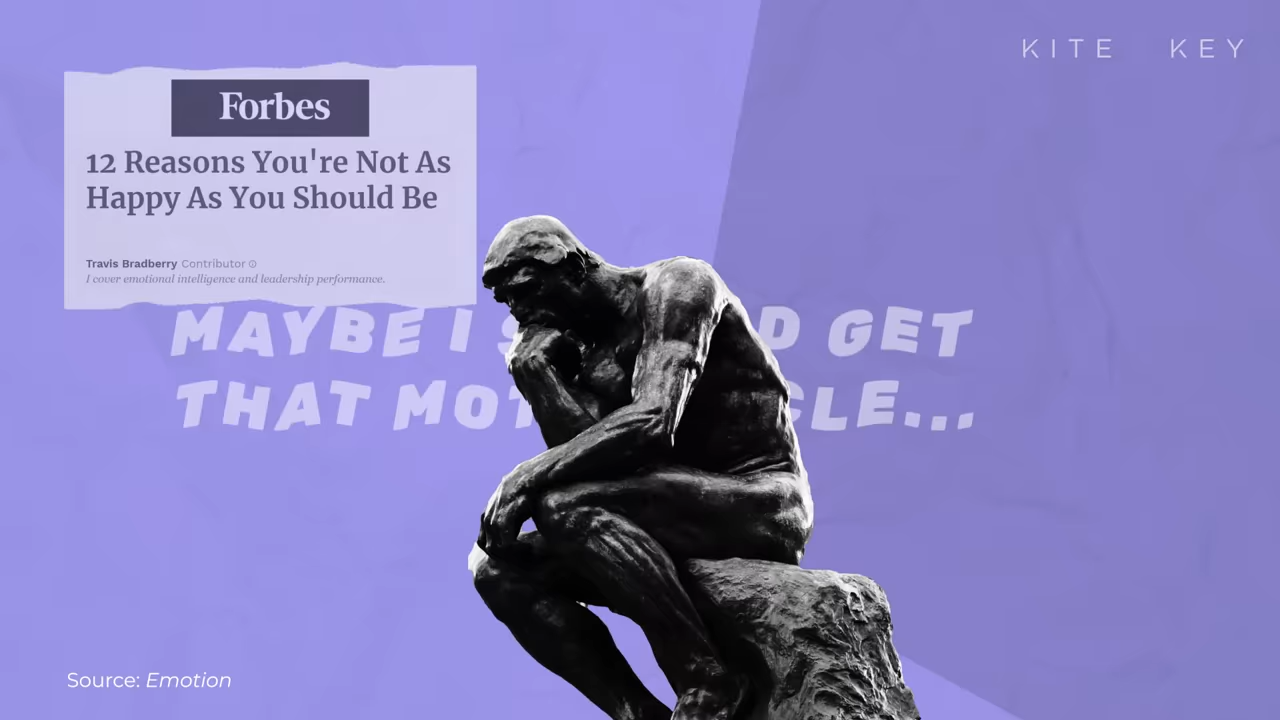 KITE KEY
Forbes
12 Reasons You're Not As
Happy As You Should Be
Travis Bradberry Contributor
I cover emotional intelligence and leadership performance.
MAYBE I D GET
THAT MOT CLE...
Source: Emotion